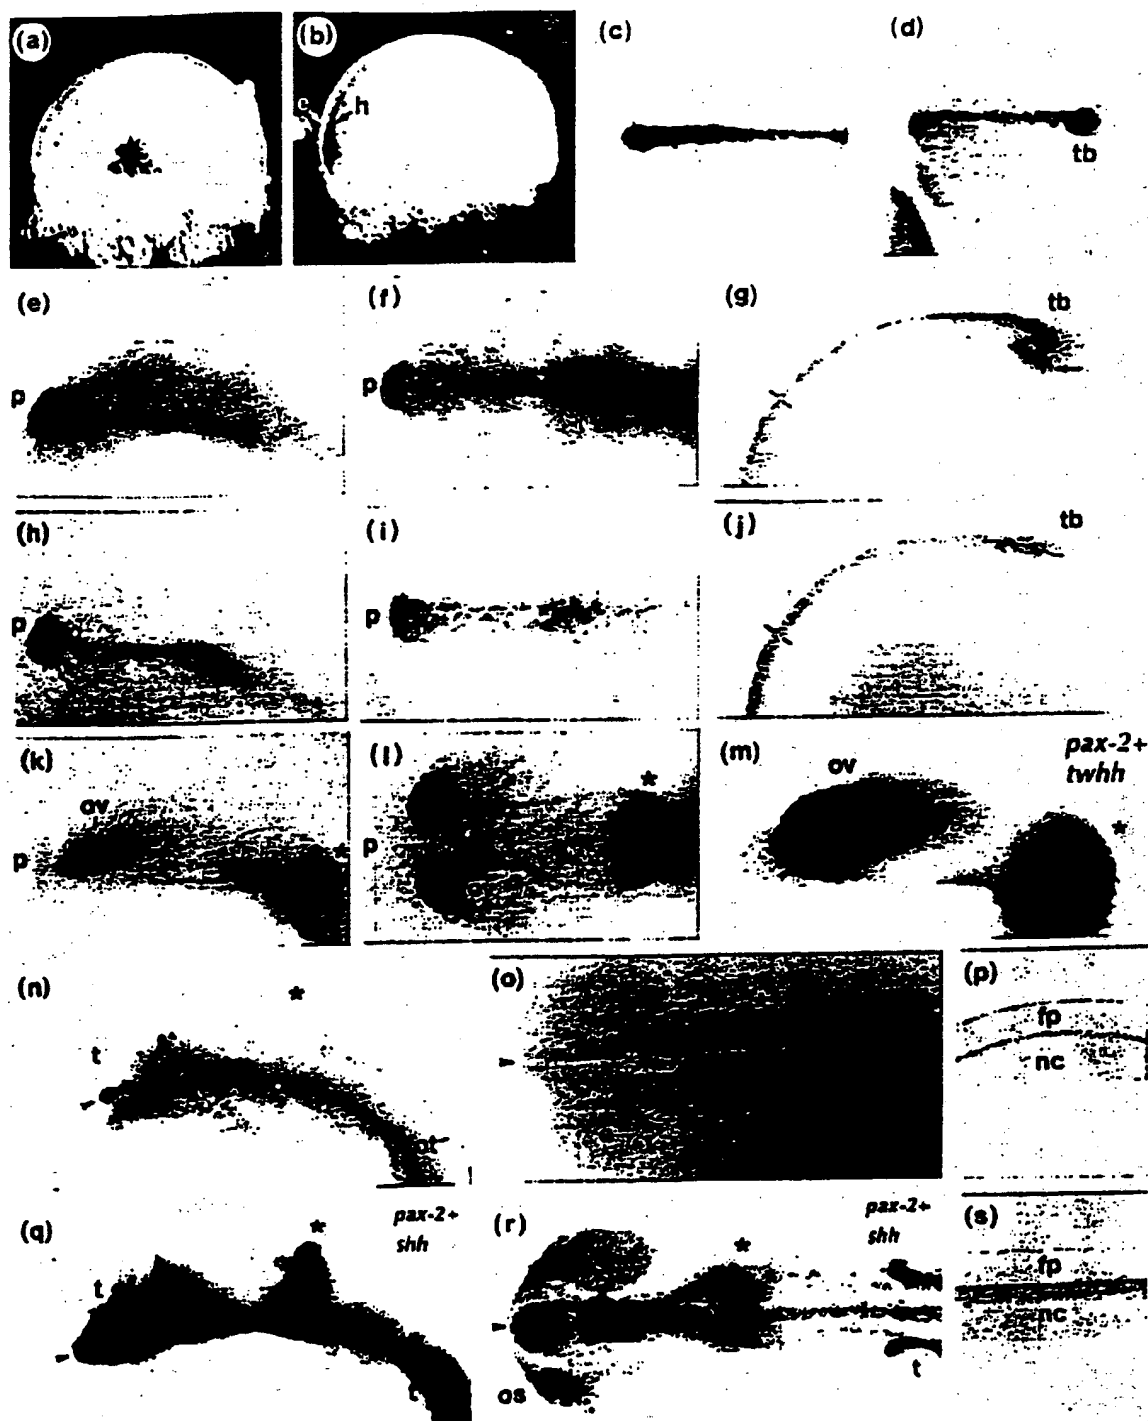 (a)
(b)
e h
(c)
(d)
tb
(e)
p
(f)
p
(g)
tb
(h)
p
(i)
p
(j)
tb
(k)
ov
p
*
(l)
p
*
(m)
ov
pax-2+
twhh
*
(n)
*
t
(o)
(p)
fp
nc
(q)
pax-2+
shh
*
t
t
(r)
pax-2+
shh
*
os
t
(s)
fp
nc